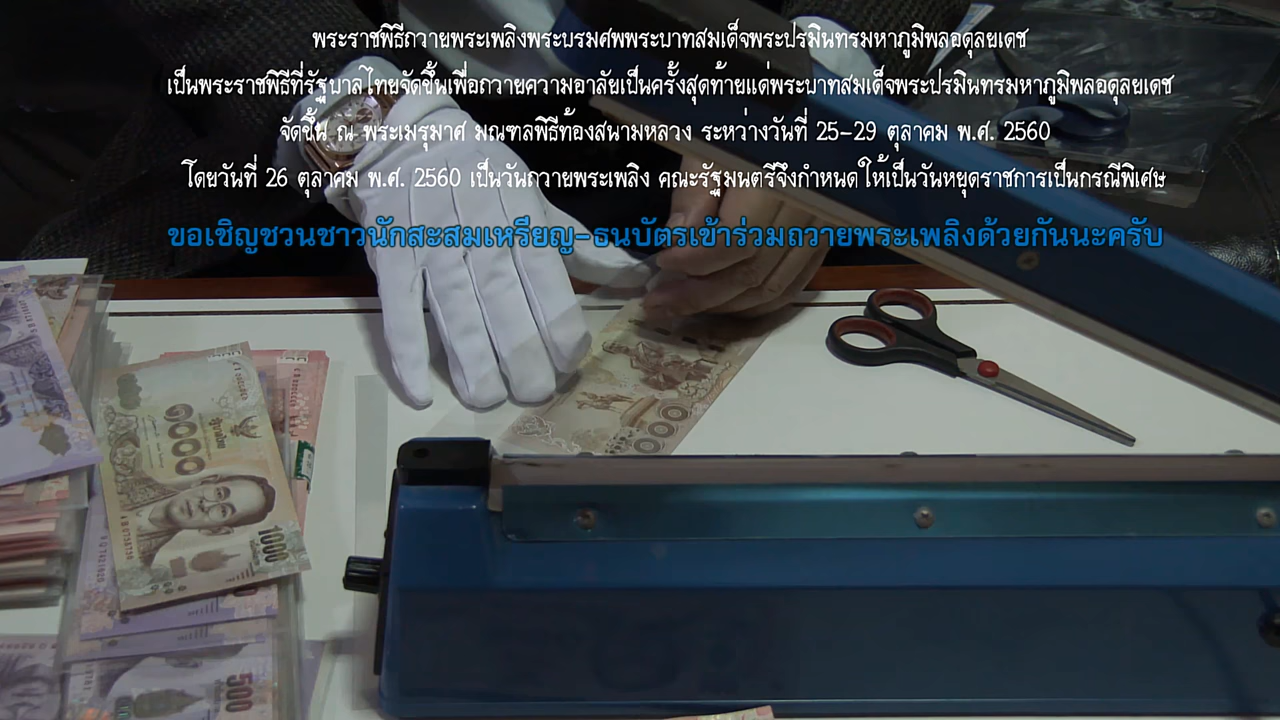 พระราชพิธีถวายพระเพลิงพระบรมศพพระบาทสมเด็จพระปรมินทรมหาภูมิพลอดุลยเดช
เป็นพระราชพิธีที่รัฐบาลไทยจัดขึ้นเพื่อถวายความอาลัยเป็นครั้งสุดท้ายแด่พระบาทสมเด็จพระปรมินทรมหาภูมิพลอดุลยเดช
จัดขึ้น ณ พระเมรุมาศ มณฑลพิธีท้องสนามหลวง ระหว่างวันที่ 25-29 ตุลาคม พ.ศ. 2560
โดยวันที่ 26 ตุลาคม พ.ศ. 2560 เป็นวันถวายพระเพลิง คณะรัฐมนตรีจึงกำหนดให้เป็นวันหยุดราชการเป็นกรณีพิเศษ
ขอเชิญชวนชาวนักสะสมเหรียญ-ธนบัตรเข้าร่วมถวายพระเพลิงด้วยกันนะครับ
๑๐๐๐
รัฐบาลไทย
1000
500